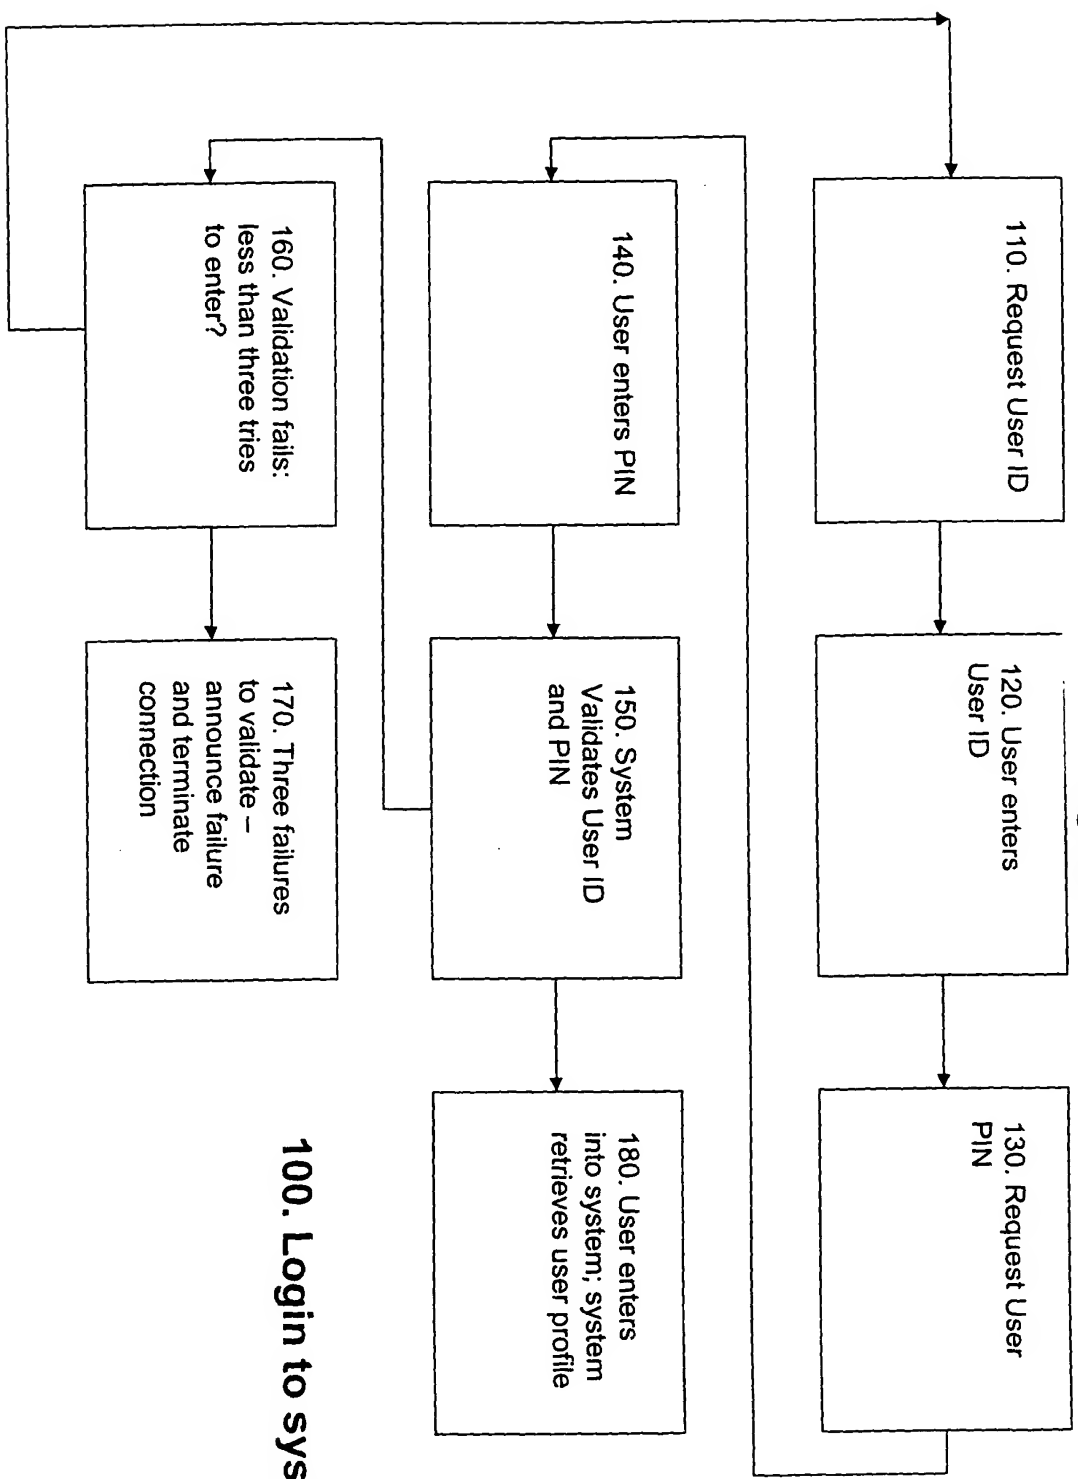 110. Request User ID
120. User enters
User ID
130. Request User
PIN
140. User enters PIN
150. System
Validates User ID
and PIN
180. User enters
into system; system
retrieves user profile
160. Validation fails:
less than three tries
to enter?
170. Three failures
to validate –
announce failure
and terminate
connection
100. Login to sys